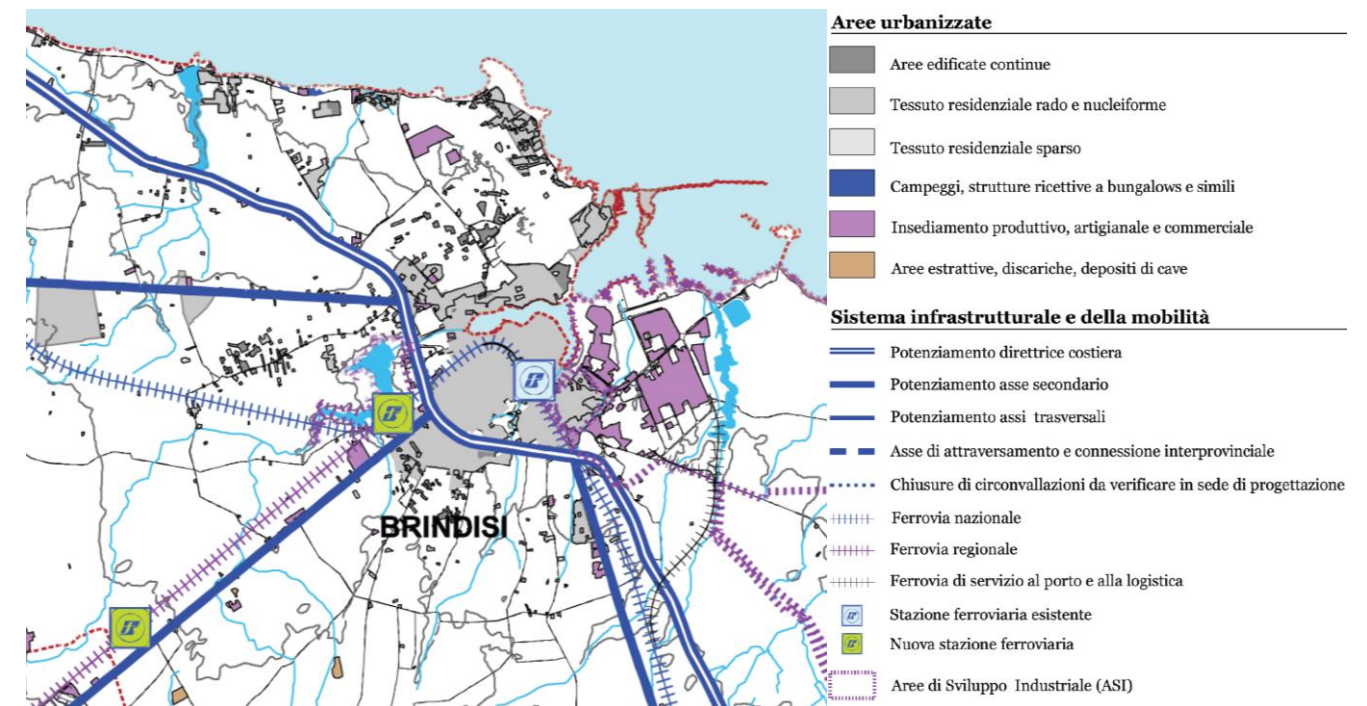 BRINDISI
Aree urbanizzate
Aree edificate continue
Tessuto residenziale rado e nucleiforme
Tessuto residenziale sparso
Campeggi, strutture ricettive a bungalows e simili
Insediamento produttivo, artigianale e commerciale
Aree estrattive, discariche, depositi di cave
Sistema infrastrutturale e della mobilità
Potenziamento direttrice costiera
Potenziamento asse secondario
Potenziamento assi trasversali
Asse di attraversamento e connessione interprovinciale
Chiusure di circonvallazioni da verificare in sede di progettazione
Ferrovia nazionale
Ferrovia regionale
Ferrovia di servizio al porto e alla logistica
Stazione ferroviaria esistente
Nuova stazione ferroviaria
Aree di Sviluppo Industriale (ASI)